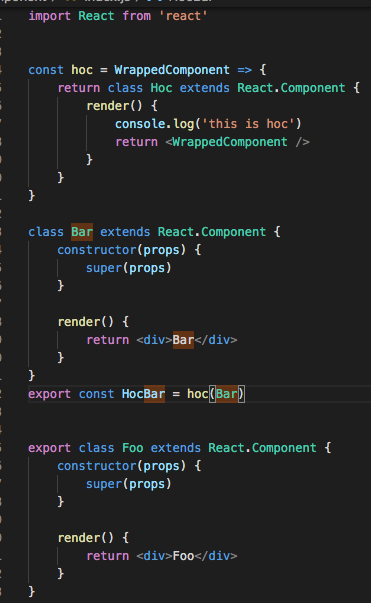 import React from 'react'
const hoc = WrappedComponent => {
return class Hoc extends React.Component {
render() {
console.log('this is hoc')
return <WrappedComponent />
}
}
}
class Bar extends React.Component {
constructor(props) {
super(props)
}
render() {
return <div>Bar</div>
}
}
export const HocBar = hoc(Bar)
export class Foo extends React.Component {
constructor(props) {
super(props)
}
render() {
return <div>Foo</div>
}
}